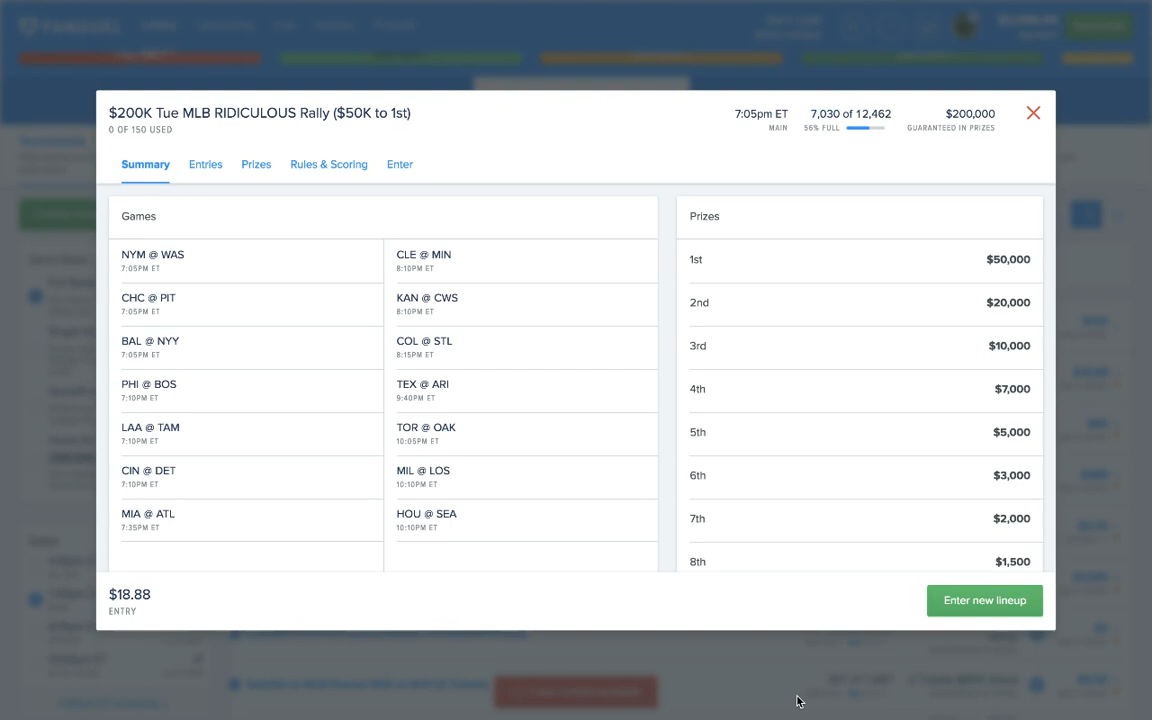 $200K Tue MLB RIDICULOUS Rally ($50K to 1st)
0 OF 150 USED
7:05pm ET
MAIN
7,030 of 12,462
56% FULL
$200,000
GUARANTEED IN PRIZES
Summary
Entries
Prizes
Rules & Scoring
Enter
Games
NYM @ WAS
7:05PM ET
CHC @ PIT
7:05PM ET
BAL @ NYY
7:05PM ET
PHI @ BOS
7:10PM ET
LAA @ TAM
7:10PM ET
CIN @ DET
7:10PM ET
MIA @ ATL
7:35PM ET
CLE @ MIN
8:10PM ET
KAN @ CWS
8:10PM ET
COL @ STL
8:15PM ET
TEX @ ARI
9:40PM ET
TOR @ OAK
10:05PM ET
MIL @ LOS
10:10PM ET
HOU @ SEA
10:10PM ET
Prizes
1st $50,000
2nd $20,000
3rd $10,000
4th $7,000
5th $5,000
6th $3,000
7th $2,000
8th $1,500
$18.88
ENTRY
Enter new lineup